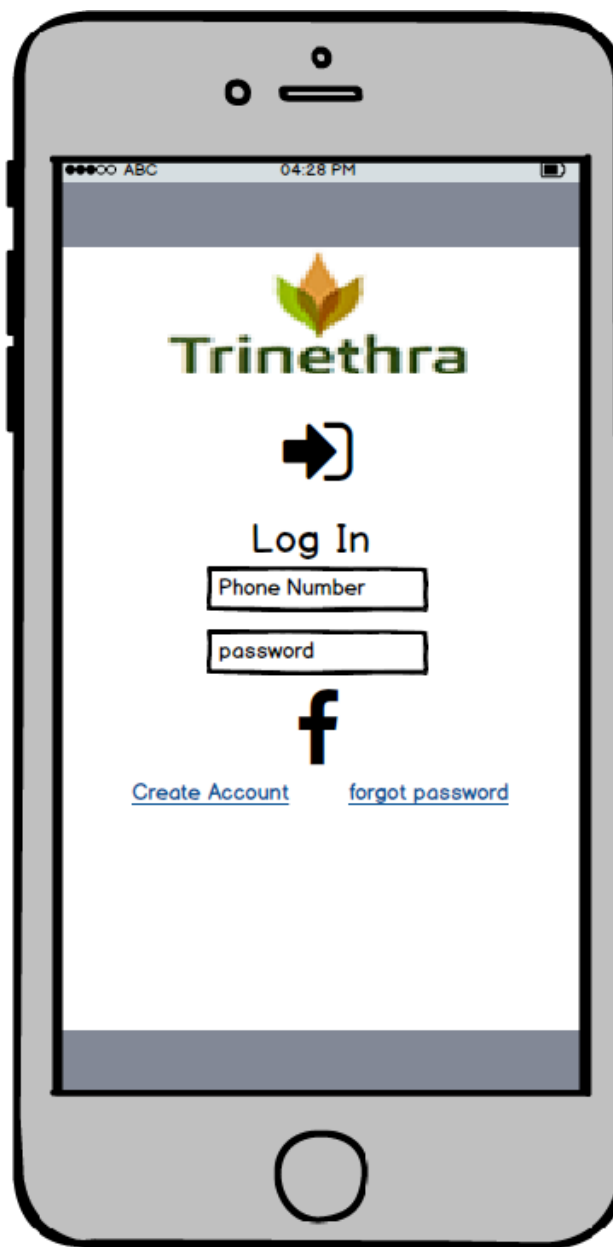 ABC 04:28 PM
Trinethra
Log In
Phone Number
password
f
Create Account forgot password